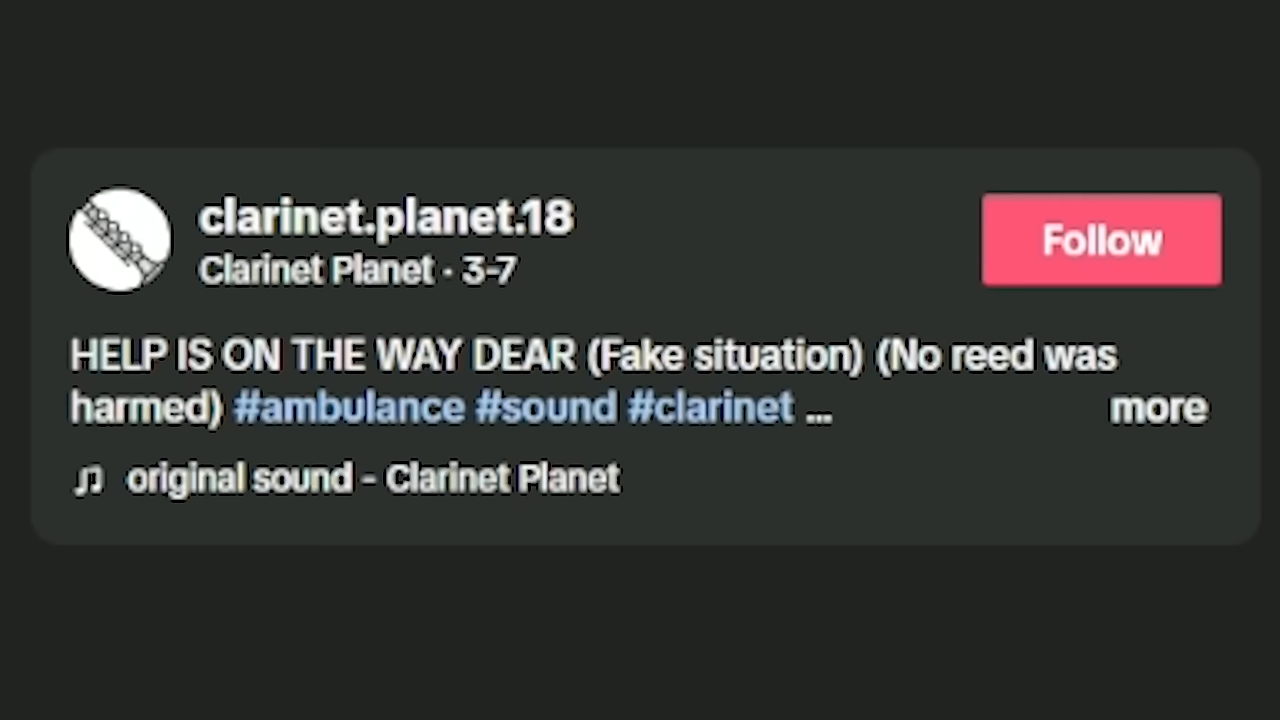 clarinet.planet.18
Clarinet Planet · 3-7
Follow
HELP IS ON THE WAY DEAR (Fake situation) (No reed was
harmed) #ambulance #sound #clarinet ...
more
original sound - Clarinet Planet